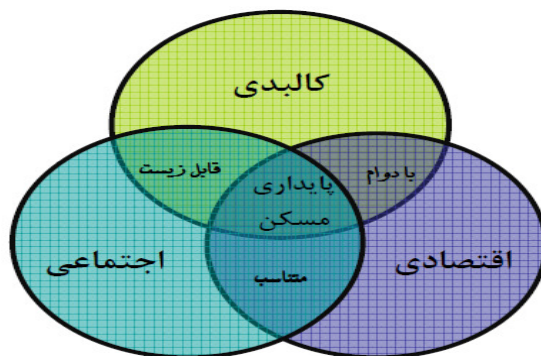 کالبدی
قابل زیست
با دوام
پایداری
مسکن
اجتماعی
اقتصادی
متناسب